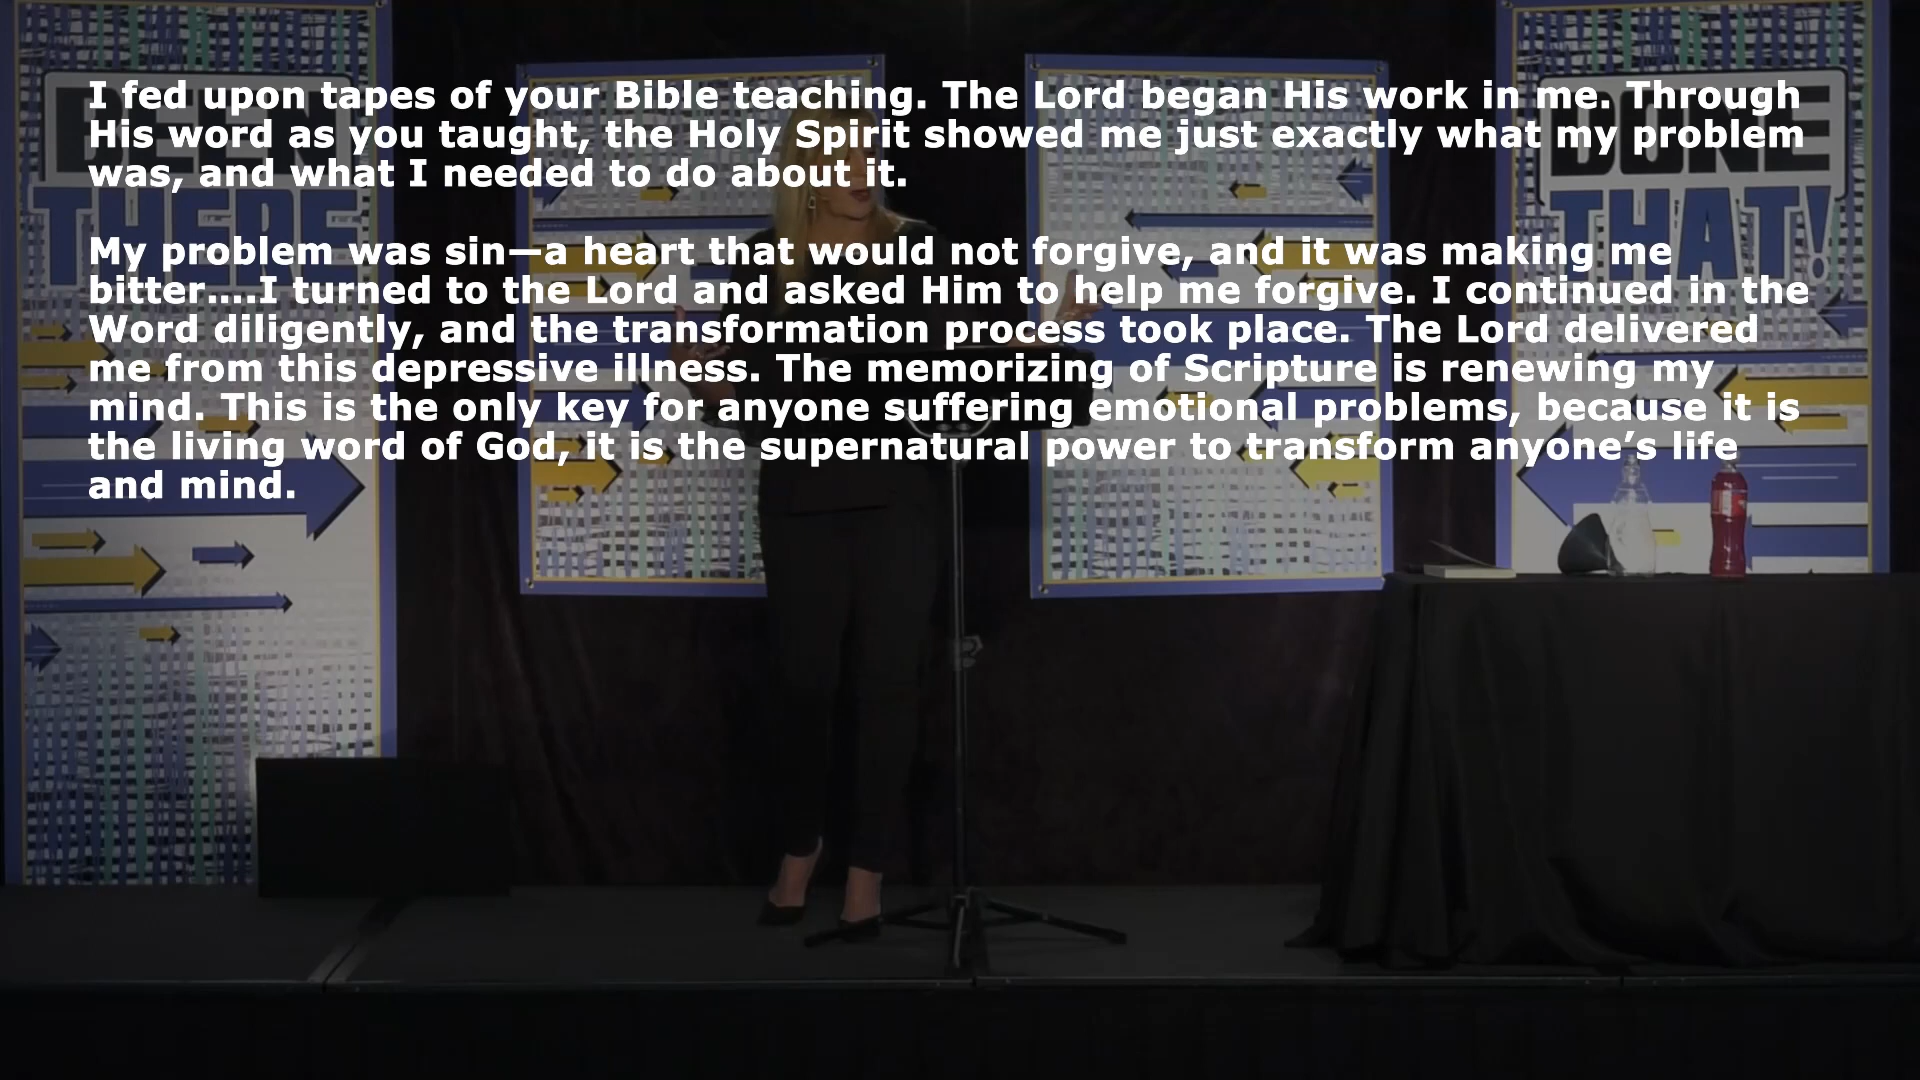 I fed upon tapes of your Bible teaching. The Lord began His work in me. Through
His word as you taught, the Holy Spirit showed me just exactly what my problem
was, and what I needed to do about it.
My problem was sin—a heart that would not forgive, and it was making me
bitter....I turned to the Lord and asked Him to help me forgive. I continued in the
Word diligently, and the transformation process took place. The Lord delivered
me from this depressive illness. The memorizing of Scripture is renewing my
mind. This is the only key for anyone suffering emotional problems, because it is
the living word of God, it is the supernatural power to transform anyone’s life
and mind.
BEEN
THERE
DONE
THAT!